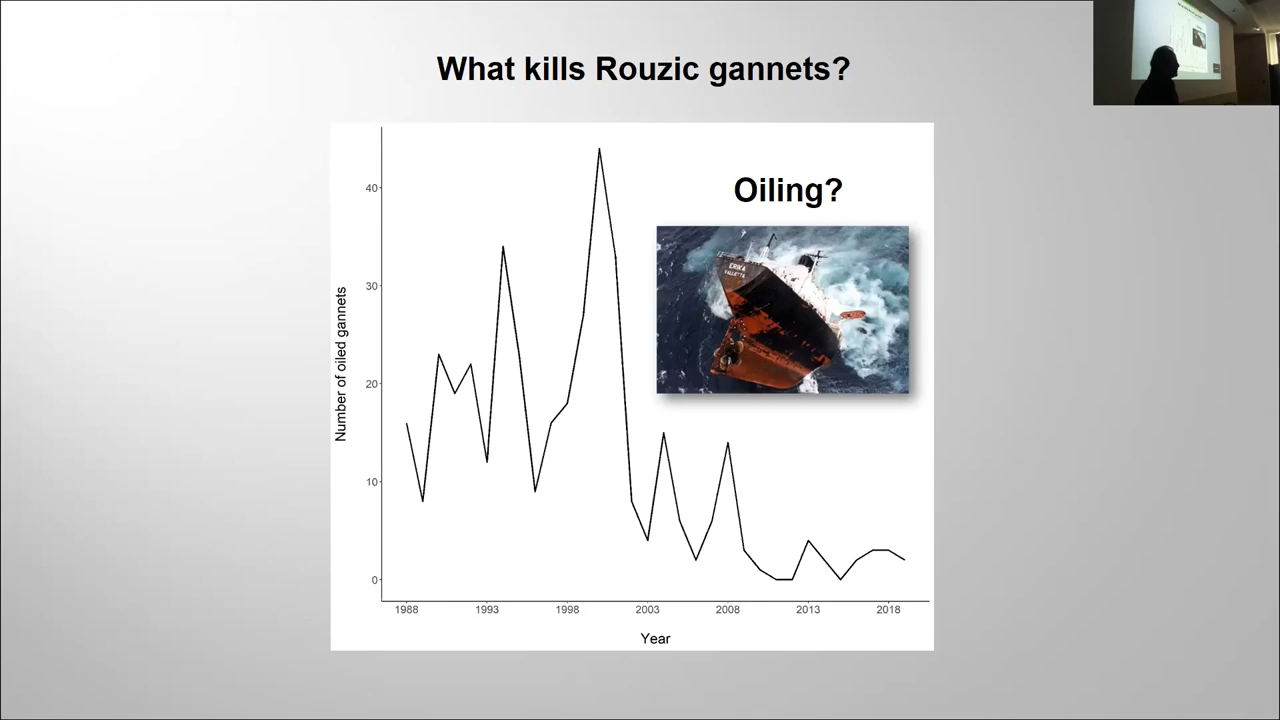 What kills Rouzic gannets?
Oiling?
ERIKA
VALLETTA
Number of oiled gannets
40
30
20
10
0
1988 1993 1998 2003 2008 2013 2018
Year